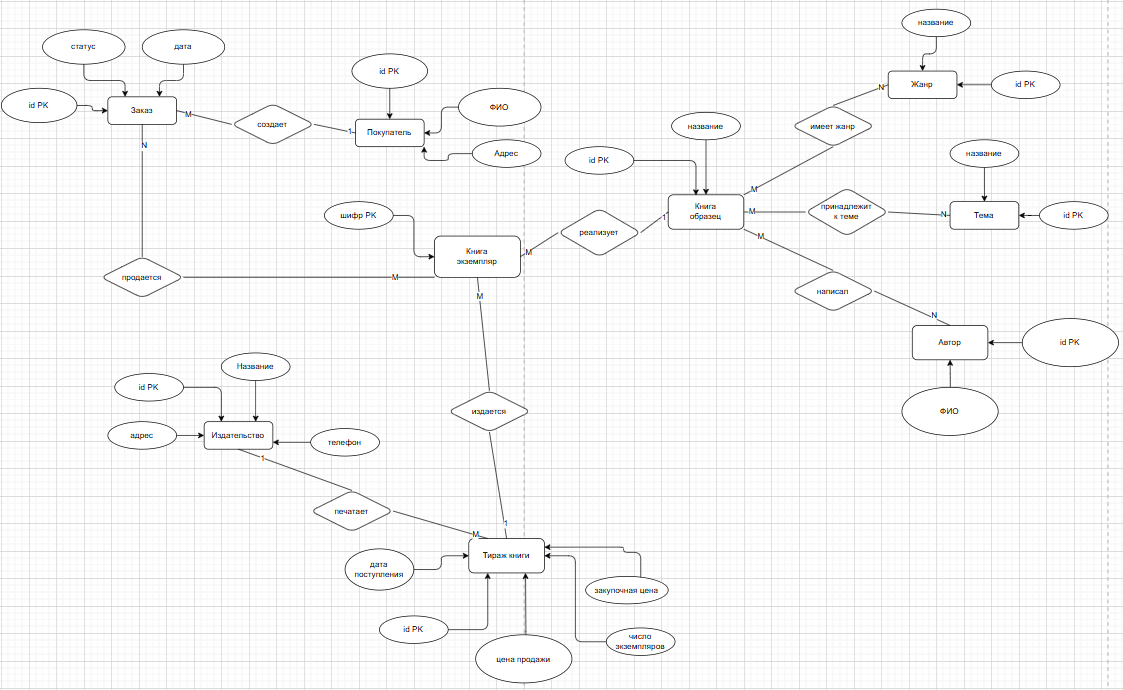 название
статус
дата
id PK
Жанр
id PK
N
id PK
ФИО
Заказ
M
создает
1
Покупатель
имеет жанр
название
N
Адрес
название
id PK
M
шифр PK
Книга
образец
M
принадлежит
к теме
N
Тема
id PK
1
реализует
M
Книга
экземпляр
M
продается
M
M
написал
N
Автор
id PK
Название
id PK
ФИО
издается
адрес
Издательство
телефон
1
печатает
1
M
Тираж книги
дата
поступления
закупочная цена
id PK
число
экземпляров
цена продажи